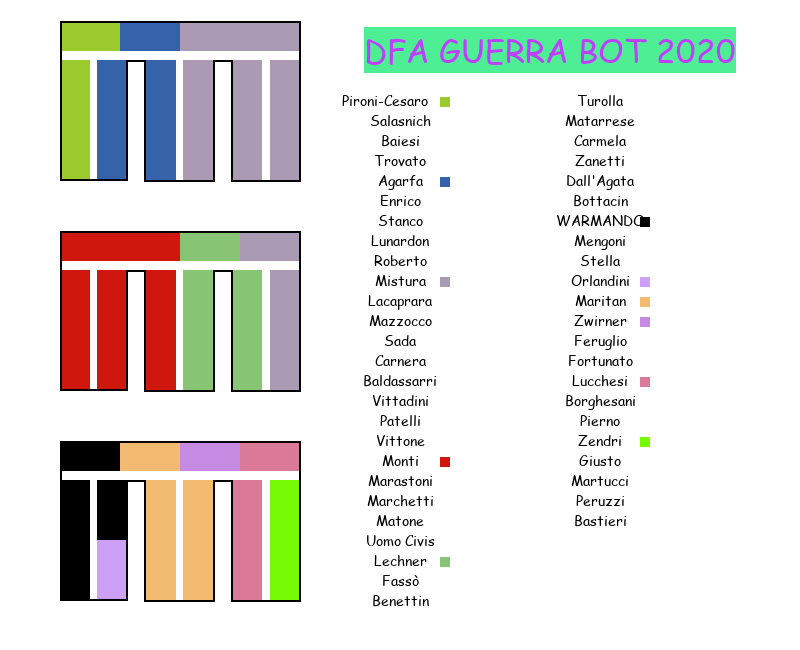 DFA GUERRA BOT 2020
Pironi-Cesaro
Salasnich
Baiesi
Trovato
Agarfa
Enrico
Stanco
Lunardon
Roberto
Mistura
Lacaprara
Mazzocco
Sada
Carnera
Baldassarri
Vittadini
Patelli
Vittone
Monti
Marastoni
Marchetti
Matone
Uomo Civis
Lechner
Fassò
Benettin
Turolla
Matarrese
Carmela
Zanetti
Dall'Agata
Bottacin
WARMANDO
Mengoni
Stella
Orlandini
Maritan
Zwirner
Feruglio
Fortunato
Lucchesi
Borghesani
Pierno
Zendri
Giusto
Martucci
Peruzzi
Bastieri